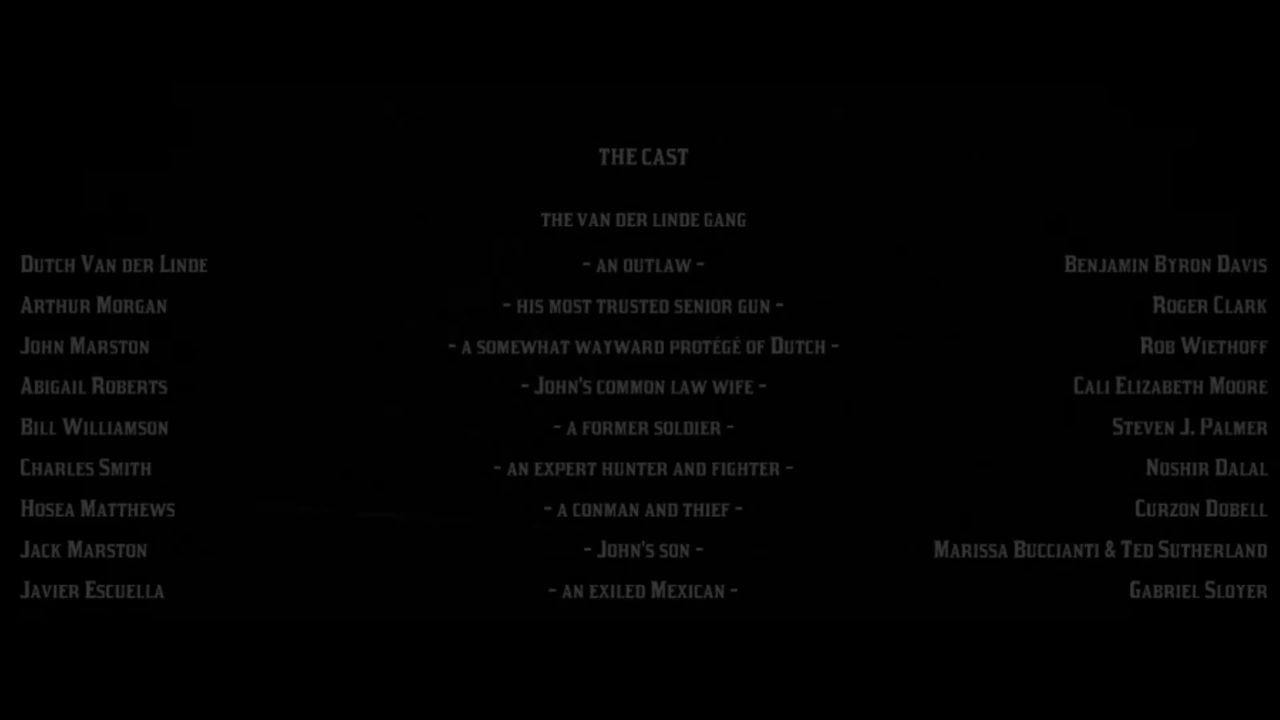 THE CAST
THE VAN DER LINDE GANG
DUTCH VAN DER LINDE - AN OUTLAW - BENJAMIN BYRON DAVIS
ARTHUR MORGAN - HIS MOST TRUSTED SENIOR GUN - ROGER CLARK
JOHN MARSTON - A SOMEWHAT WAYWARD PROTÉGÉ OF DUTCH - ROB WIETHOFF
ABIGAIL ROBERTS - JOHN'S COMMON LAW WIFE - CALI ELIZABETH MOORE
BILL WILLIAMSON - A FORMER SOLDIER - STEVEN J. PALMER
CHARLES SMITH - AN EXPERT HUNTER AND FIGHTER - NOSHIR DALAL
HOSEA MATTHEWS - A CONMAN AND THIEF - CURZON DOBELL
JACK MARSTON - JOHN'S SON - MARISSA BUCCIANTI & TED SUTHERLAND
JAVIER ESCUELLA - AN EXILED MEXICAN - GABRIEL SLOYER